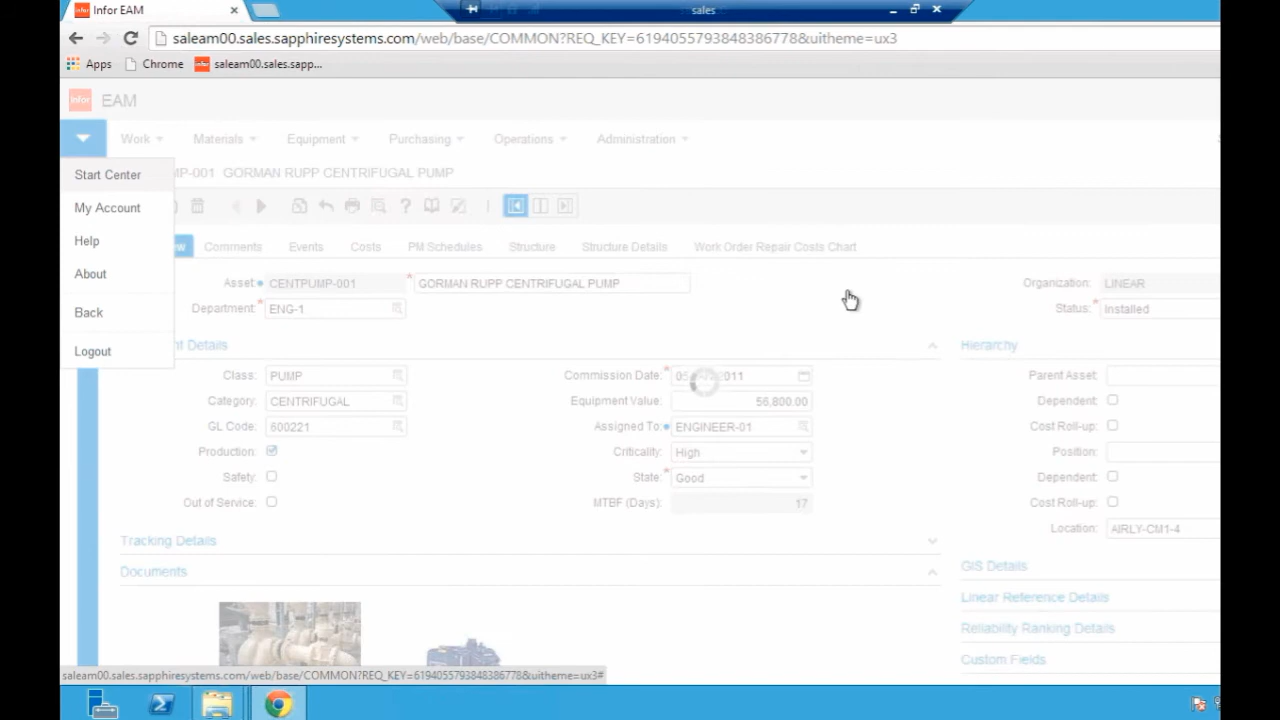 Infor EAM
sales
saleam00.sales.sapphiresystems.com/web/base/COMMON?REQ_KEY=6194055793848386778&uitheme=ux3
Apps Chrome saleam00.sales.sapp...
infor EAM
Work Materials Equipment Purchasing Operations Administration
Start Center
MP-001 GORMAN RUPP CENTRIFUGAL PUMP
My Account
Help
Comments Events Costs PM Schedules Structure Structure Details Work Order Repair Costs Chart
About
Asset: CENTPUMP-001 * GORMAN RUPP CENTRIFUGAL PUMP Organization: LINEAR
Back
Department: * ENG-1 Status: * Installed
Logout
Details Hierarchy
Class: PUMP Commission Date: * 2011 Parent Asset:
Category: CENTRIFUGAL Equipment Value: 56,800.00 Dependent:
GL Code: 600221 Assigned To: ENGINEER-01 Cost Roll-up:
Production: Criticality: High Position:
Safety: State: * Good Dependent:
Out of Service: MTBF (Days): 17 Cost Roll-up:
Location: AIRLY-CM1-4
Tracking Details
GIS Details
Documents
Linear Reference Details
Reliability Ranking Details
Custom Fields
saleam00.sales.sapphiresystems.com/web/base/COMMON?REQ_KEY=6194055793848386778&uitheme=ux3#